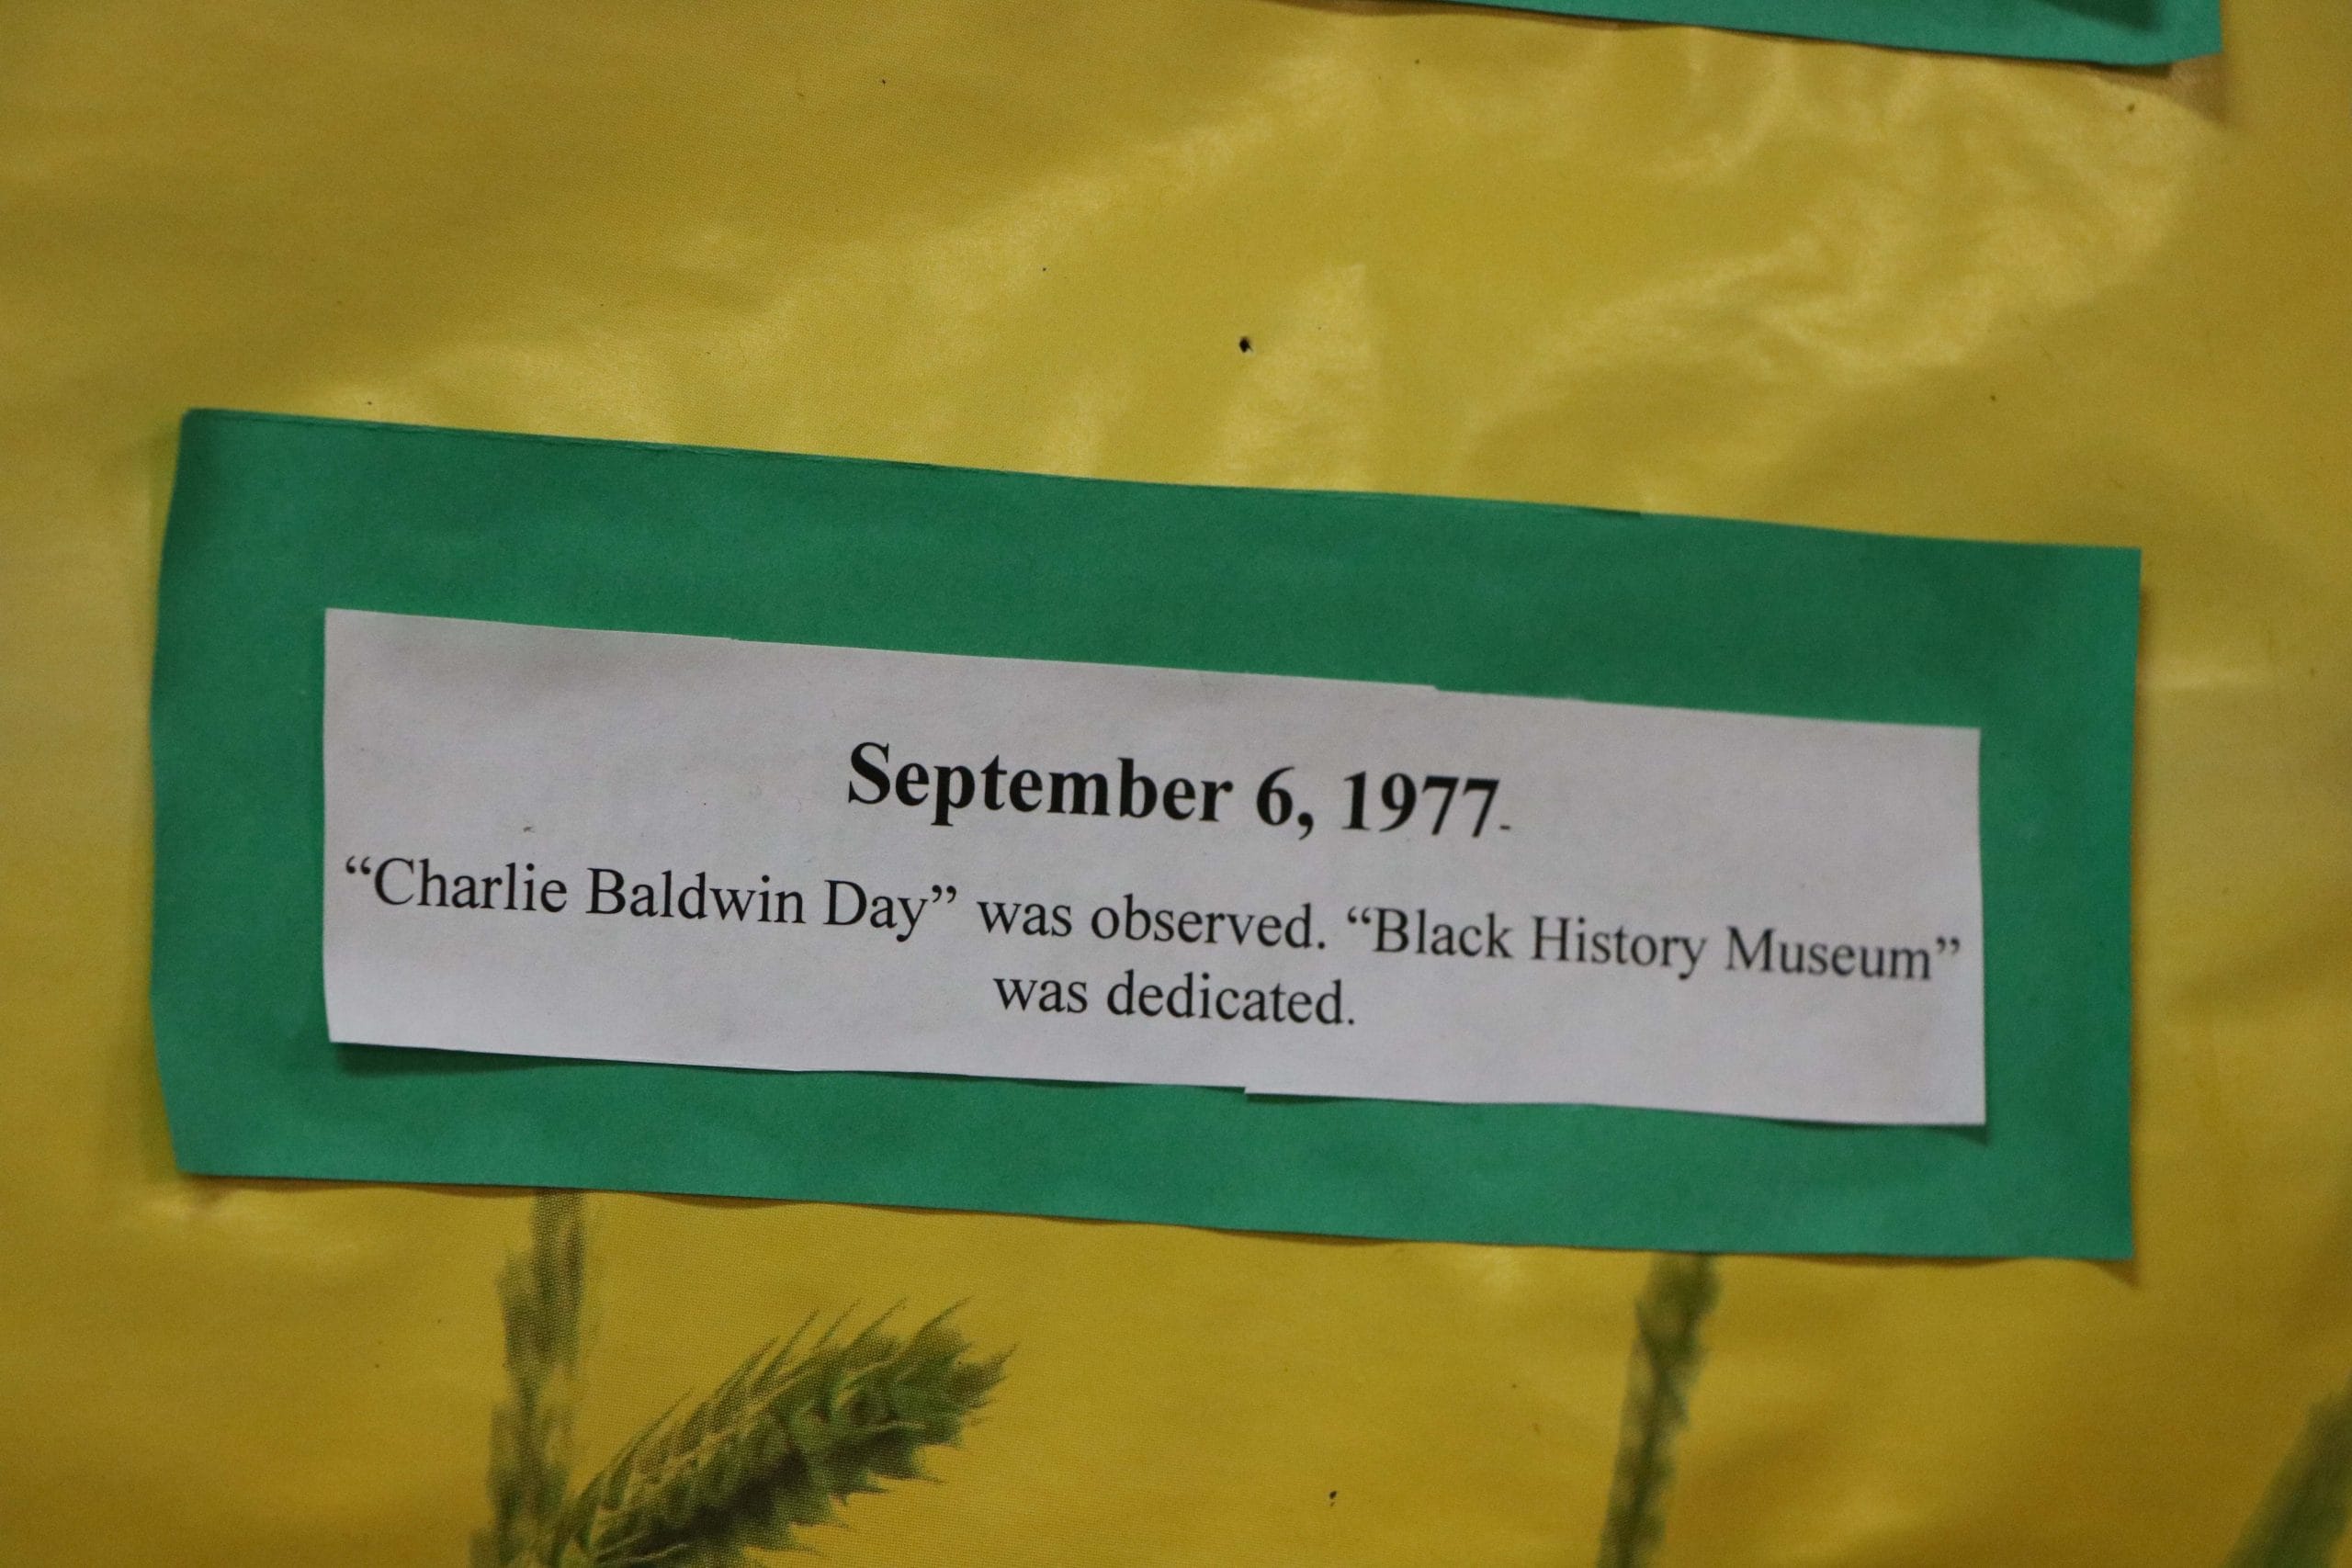 September 6, 1977-
“Charlie Baldwin Day” was observed. “Black History Museum”
was dedicated.